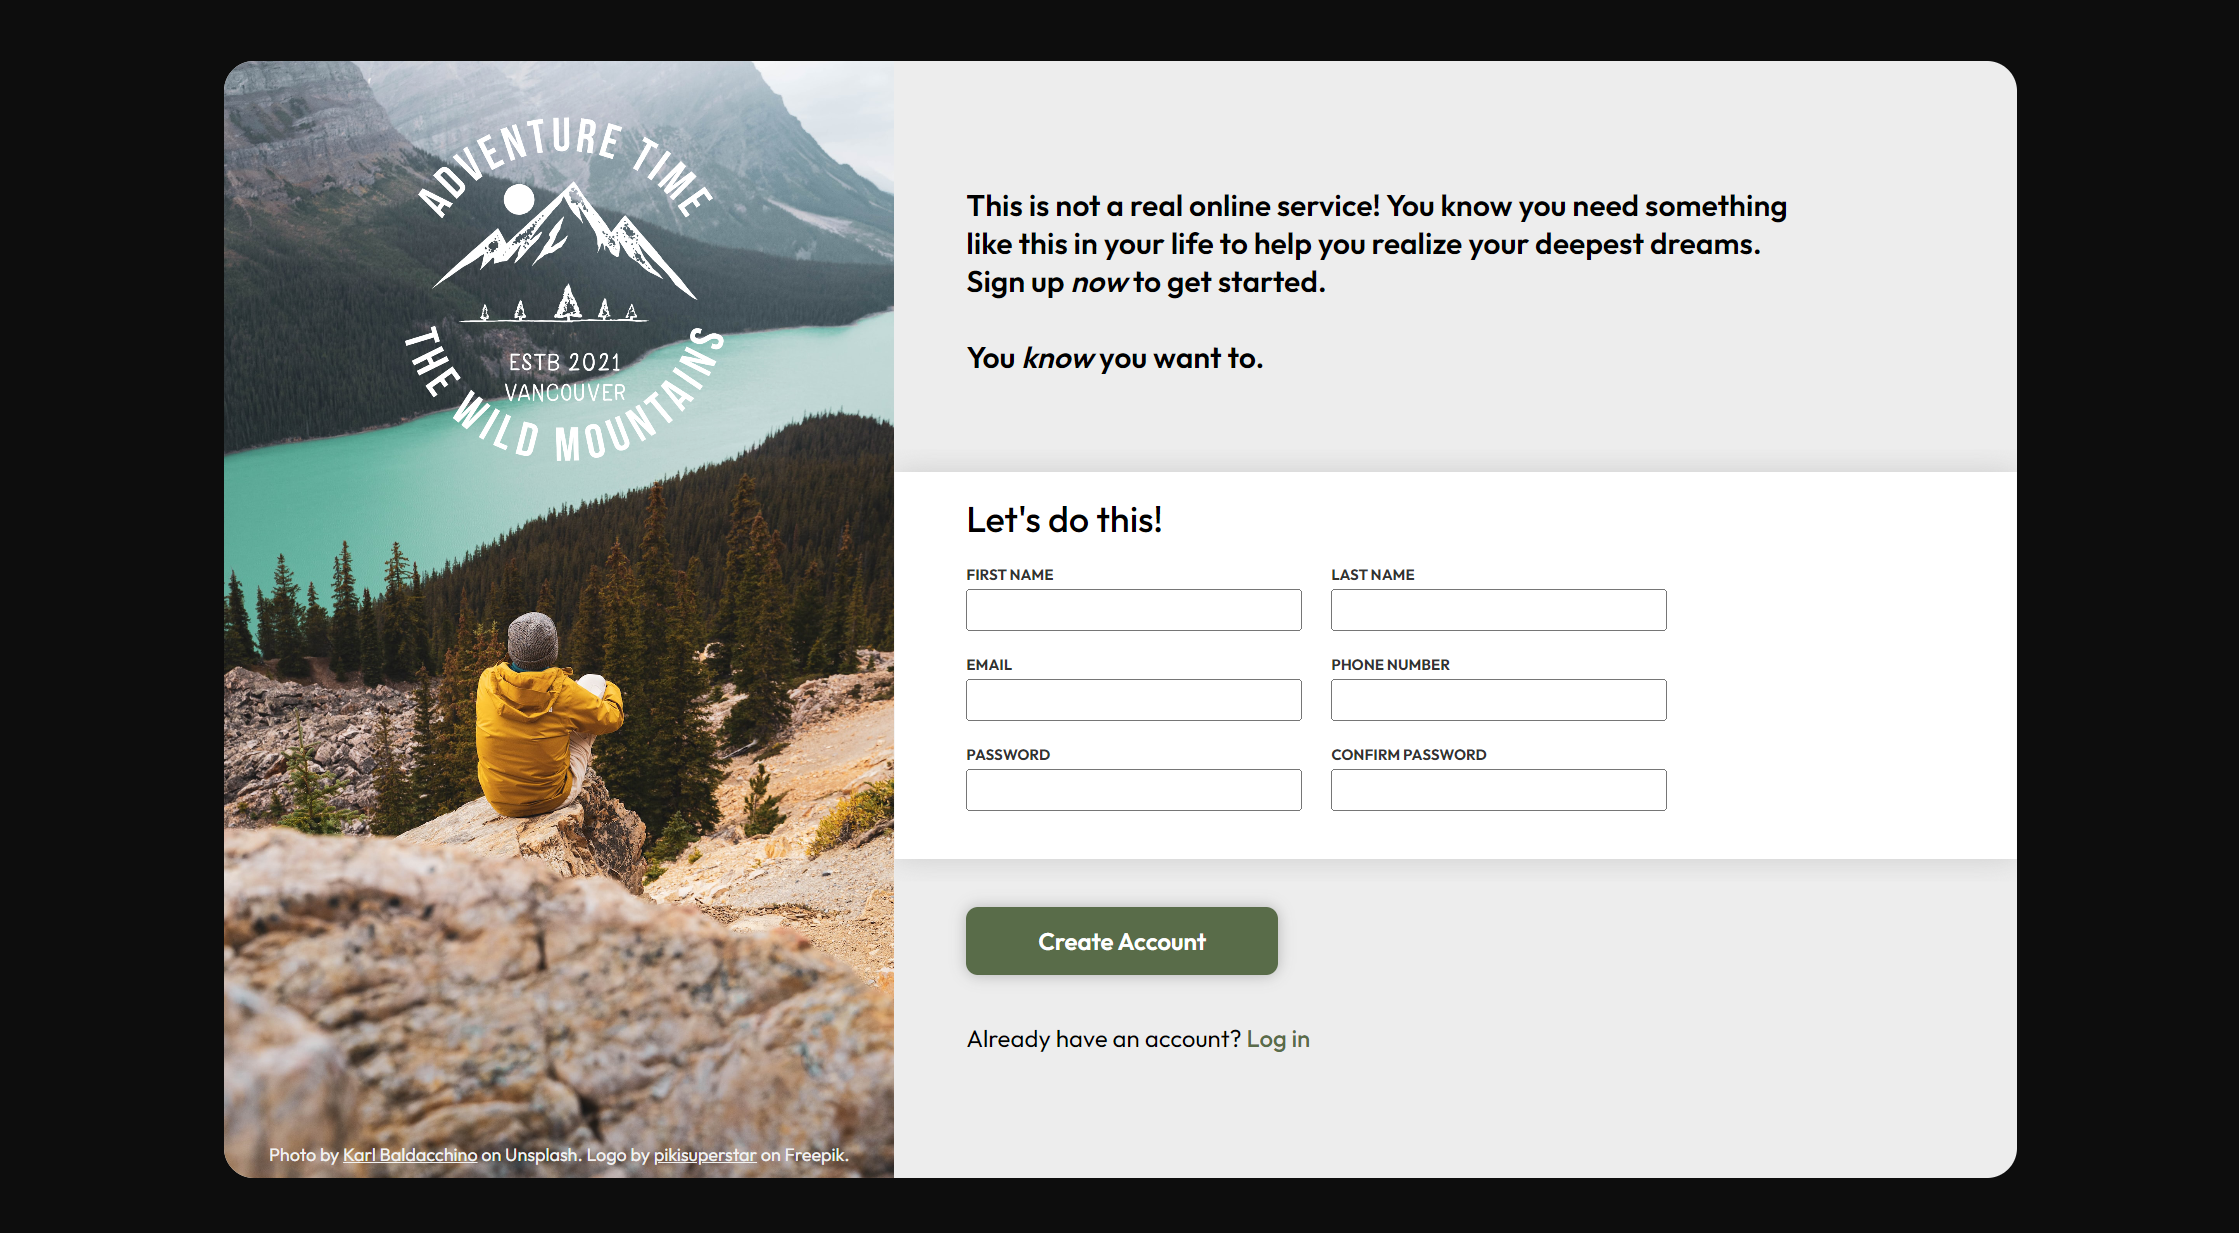 ADVENTURE TIME
ESTB 2021
VANCOUVER
THE WILD MOUNTAINS
Photo by Karl Baldacchino on Unsplash. Logo by pikisuperstar on Freepik.
This is not a real online service! You know you need something
like this in your life to help you realize your deepest dreams.
Sign up now to get started.
You know you want to.
Let's do this!
FIRST NAME
LAST NAME
EMAIL
PHONE NUMBER
PASSWORD
CONFIRM PASSWORD
Create Account
Already have an account? Log in